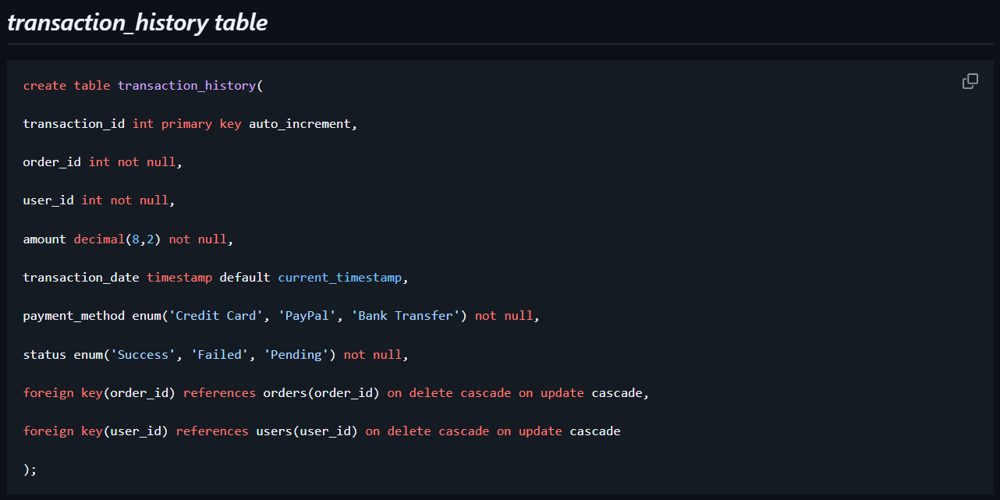 transaction_history table
create table transaction_history(
transaction_id int primary key auto_increment,
order_id int not null,
user_id int not null,
amount decimal(8,2) not null,
transaction_date timestamp default current_timestamp,
payment_method enum('Credit Card', 'PayPal', 'Bank Transfer') not null,
status enum('Success', 'Failed', 'Pending') not null,
foreign key(order_id) references orders(order_id) on delete cascade on update cascade,
foreign key(user_id) references users(user_id) on delete cascade on update cascade
);